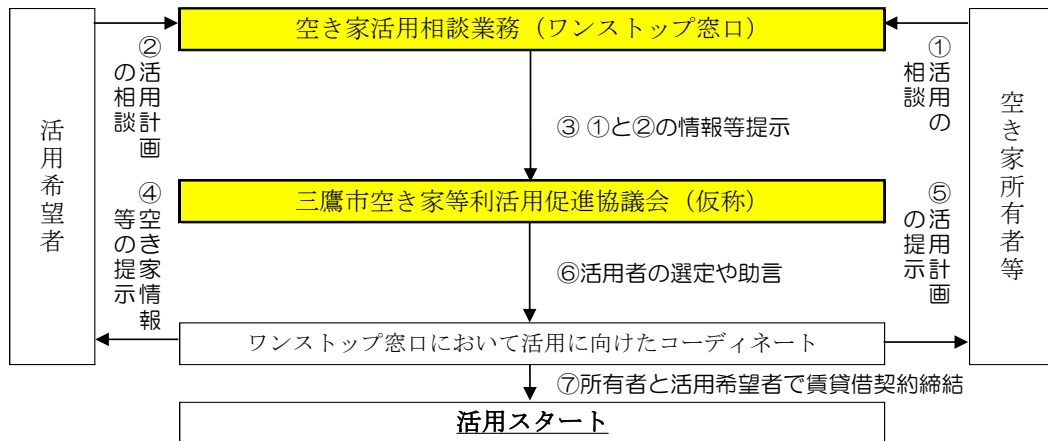 空き家活用相談業務（ワンストップ窓口）
①活用の
相談
②活用計画
の相談
③ ①と②の情報等提示
活用希望者
空き家所有者等
三鷹市空き家等利活用促進協議会（仮称）
④空き家情報
等の提示
⑤活用計画
の提示
⑥活用者の選定や助言
ワンストップ窓口において活用に向けたコーディネート
⑦所有者と活用希望者で賃貸借契約締結
活用スタート